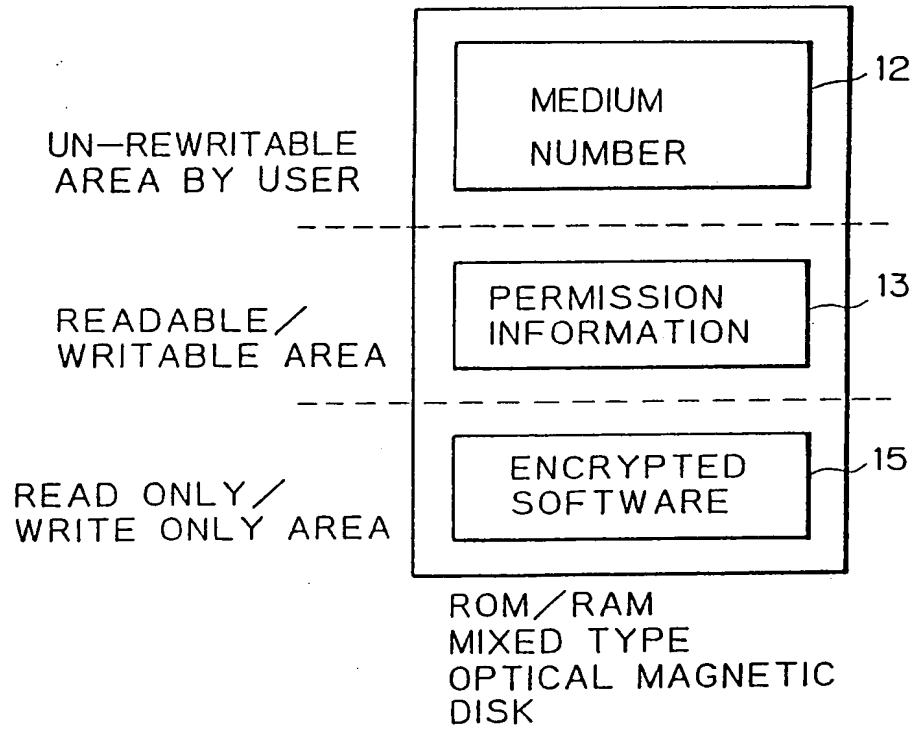 MEDIUM
NUMBER
12
UN-REWRITABLE
AREA BY USER
PERMISSION
INFORMATION
13
READABLE/
WRITABLE AREA
ENCRYPTED
SOFTWARE
15
READ ONLY/
WRITE ONLY AREA
ROM/RAM
MIXED TYPE
OPTICAL MAGNETIC
DISK